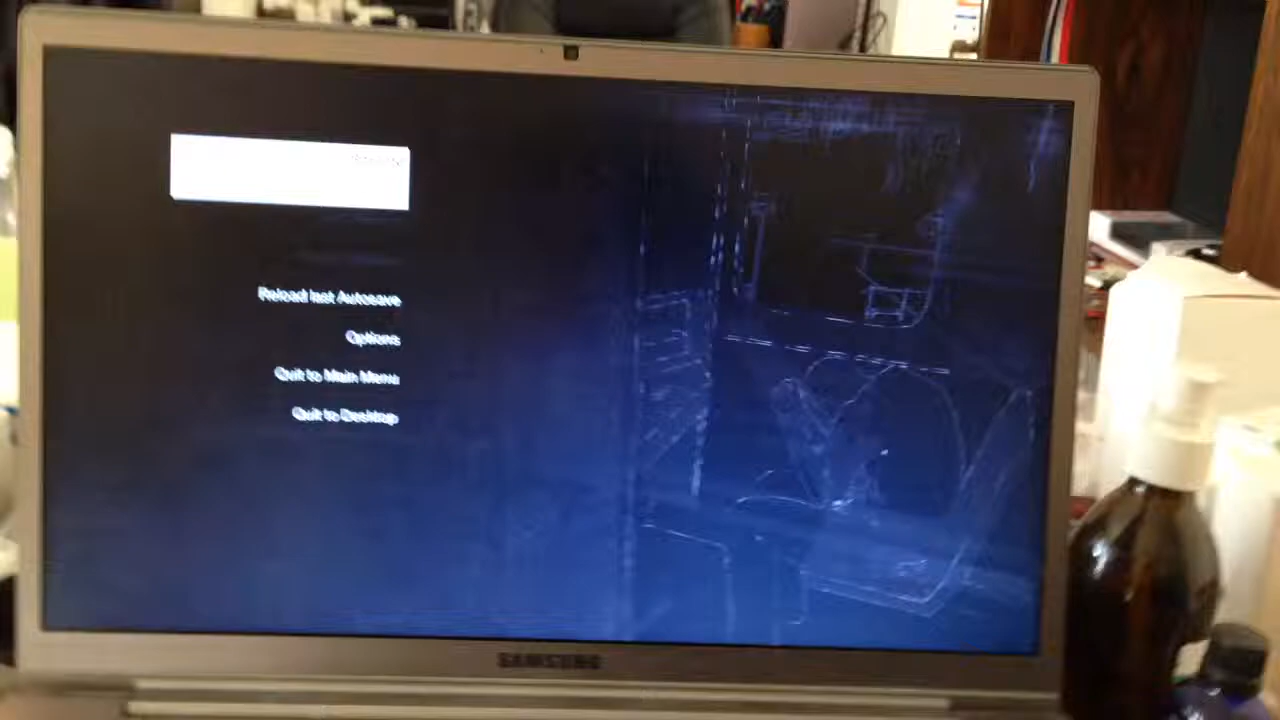 Reload last Autosave
Options
Quit to Main Menu
Quit to Desktop
SAMSUNG